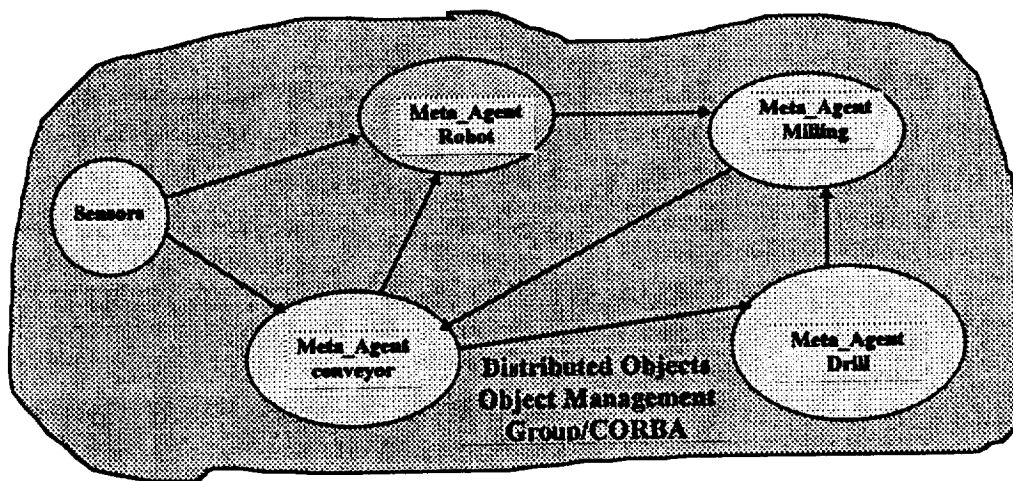 Meta_Agent
Robot
Meta_Agent
Milling
Sensors
Meta_Agent
conveyor
Meta_Agent
Drill
Distributed Objects
Object Management
Group/CORBA